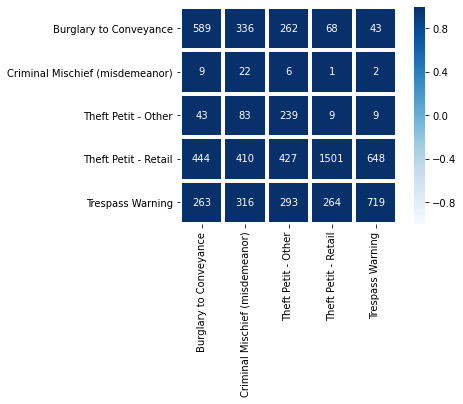 Burglary to Conveyance 589 336 262 68 43
Criminal Mischief (misdemeanor) 9 22 6 1 2
Theft Petit - Other 43 83 239 9 9
Theft Petit - Retail 444 410 427 1501 648
Trespass Warning 263 316 293 264 719
Burglary to Conveyance
Criminal Mischief (misdemeanor)
Theft Petit - Other
Theft Petit - Retail
Trespass Warning
0.8
0.4
0.0
−0.4
−0.8